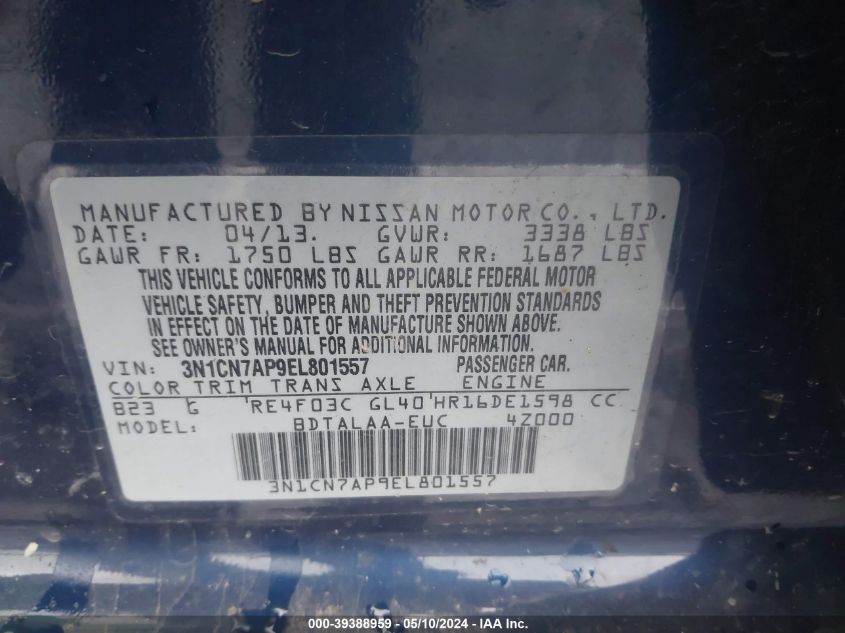 MANUFACTURED BY NISSAN MOTOR CO., LTD.
DATE: 04/13. GVWR: 3338 LBS
GAWR FR: 1750 LBS GAWR RR: 1687 LBS
THIS VEHICLE CONFORMS TO ALL APPLICABLE FEDERAL MOTOR
VEHICLE SAFETY, BUMPER AND THEFT PREVENTION STANDARDS
IN EFFECT ON THE DATE OF MANUFACTURE SHOWN ABOVE.
SEE OWNER'S MANUAL FOR ADDITIONAL INFORMATION.
VIN: 3N1CN7AP9EL801557 PASSENGER CAR.
COLOR TRIM TRANS AXLE ENGINE
B23 G RE4F03C GL40 HR16DE1598 CC
MODEL: BDTALAA-EUC 4Z000
3N1CN7AP9EL801557
000-39388959 - 05/10/2024 - IAA Inc.